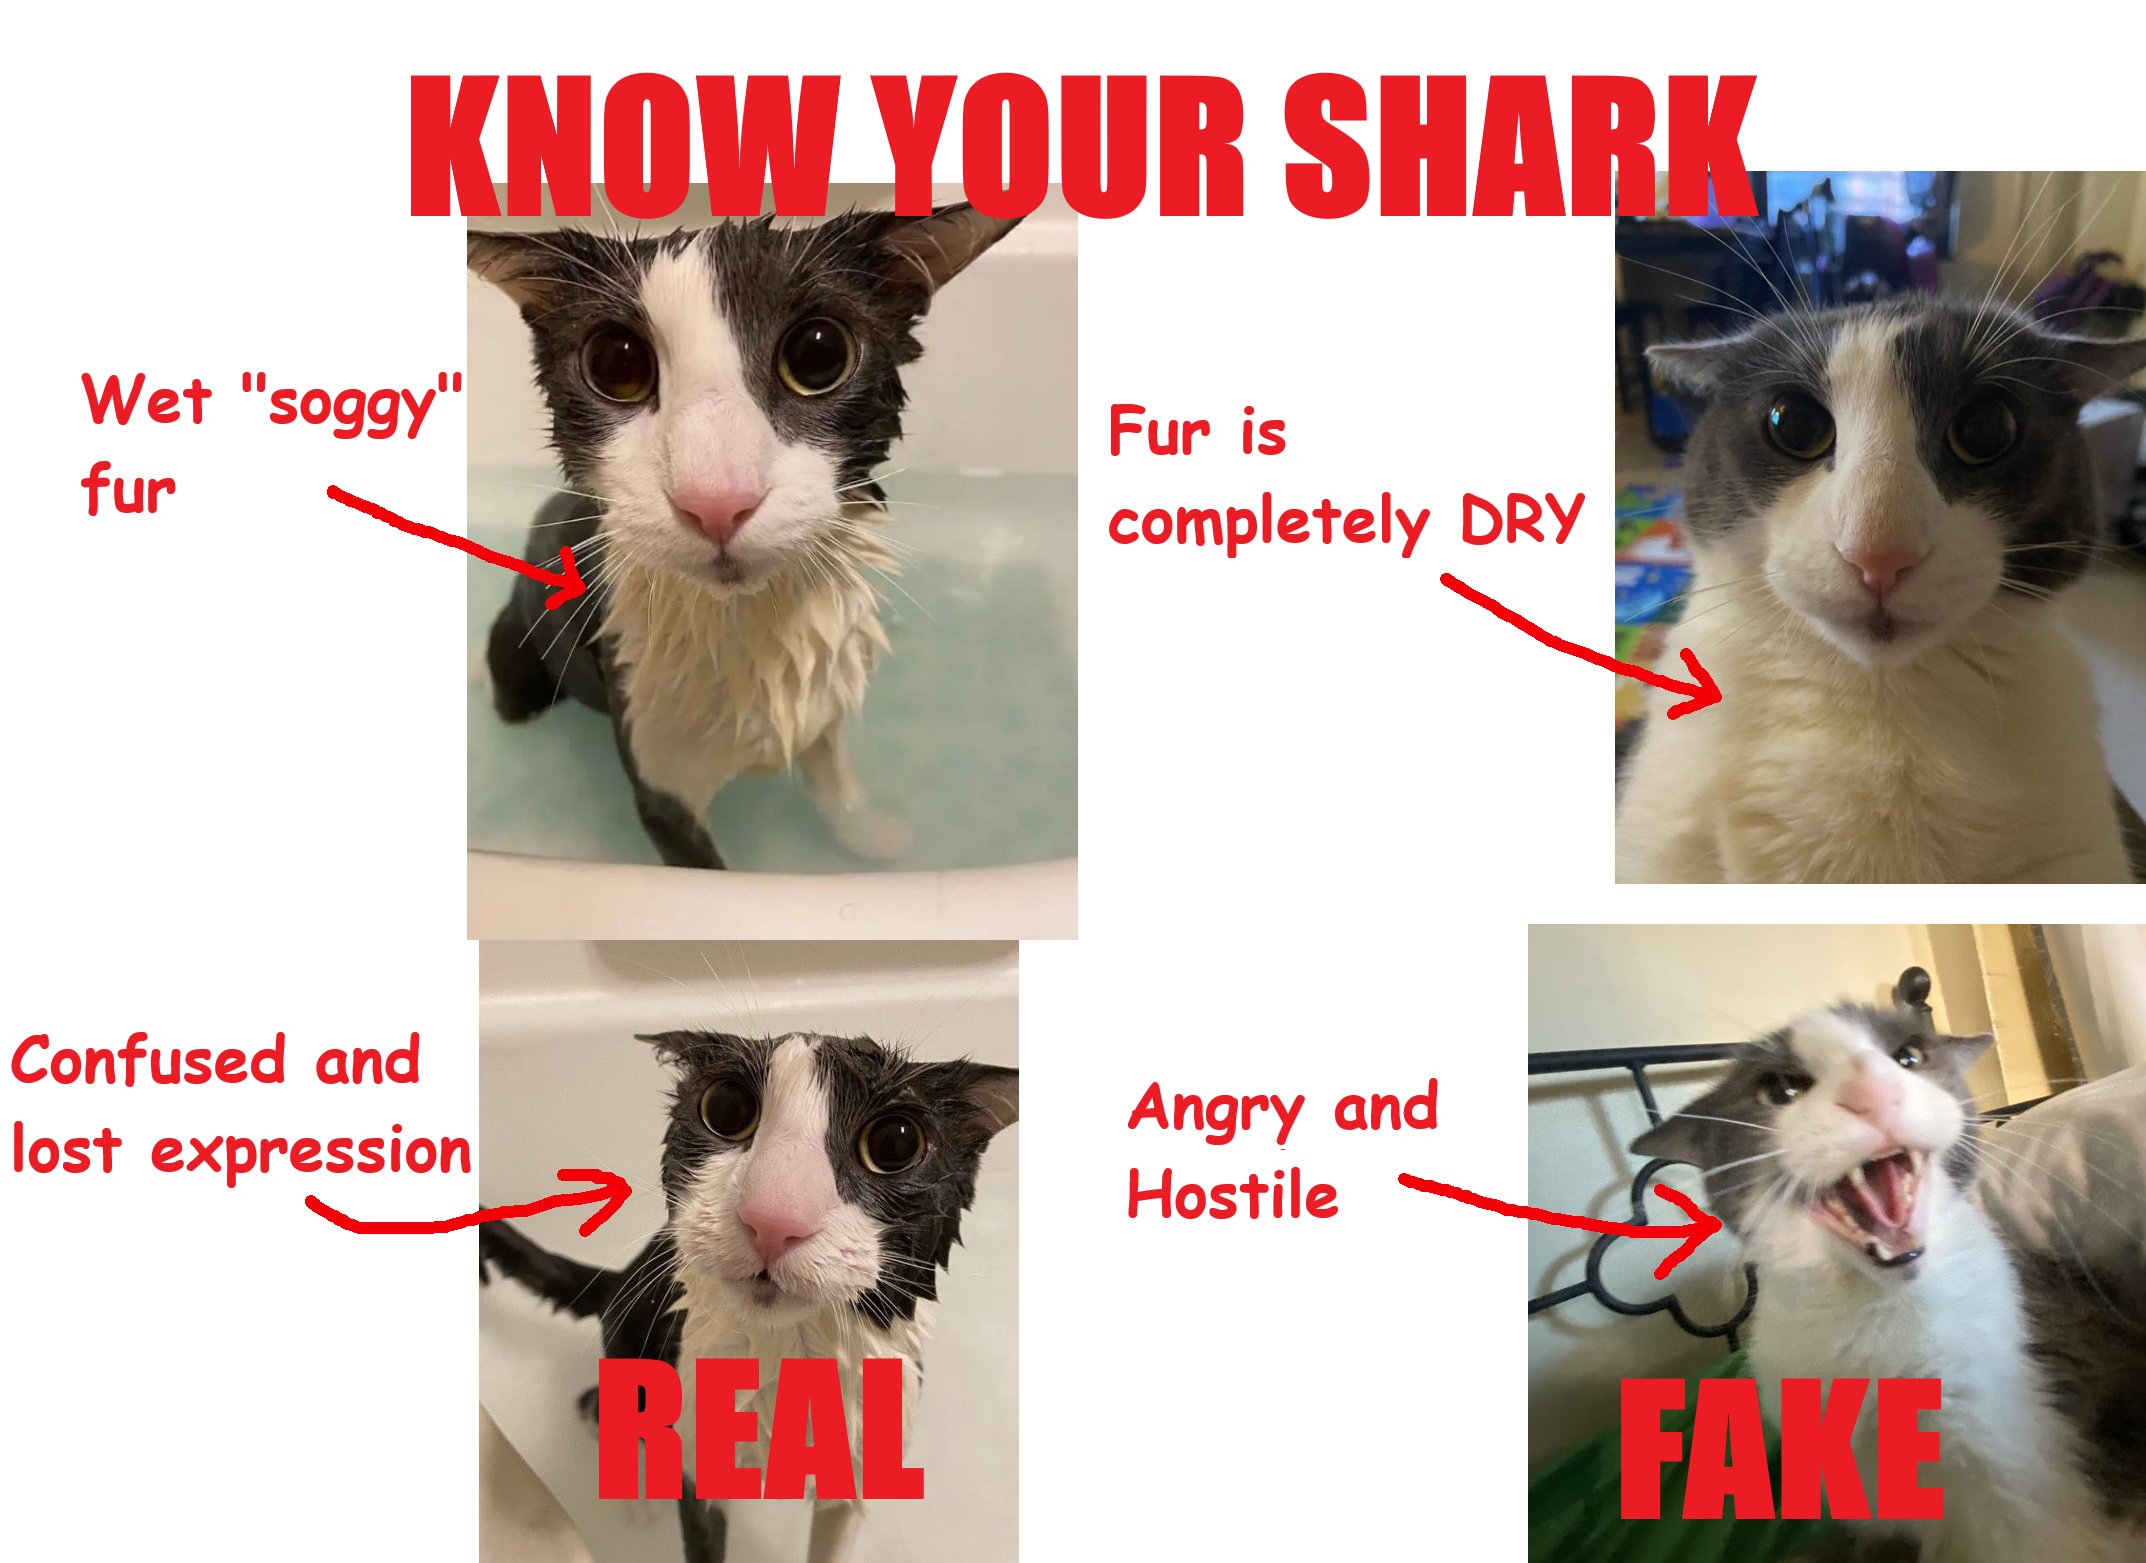 KNOW YOUR SHARK
Wet "soggy"
fur
Fur is
completely DRY
Confused and
lost expression
Angry and
Hostile
REAL
FAKE